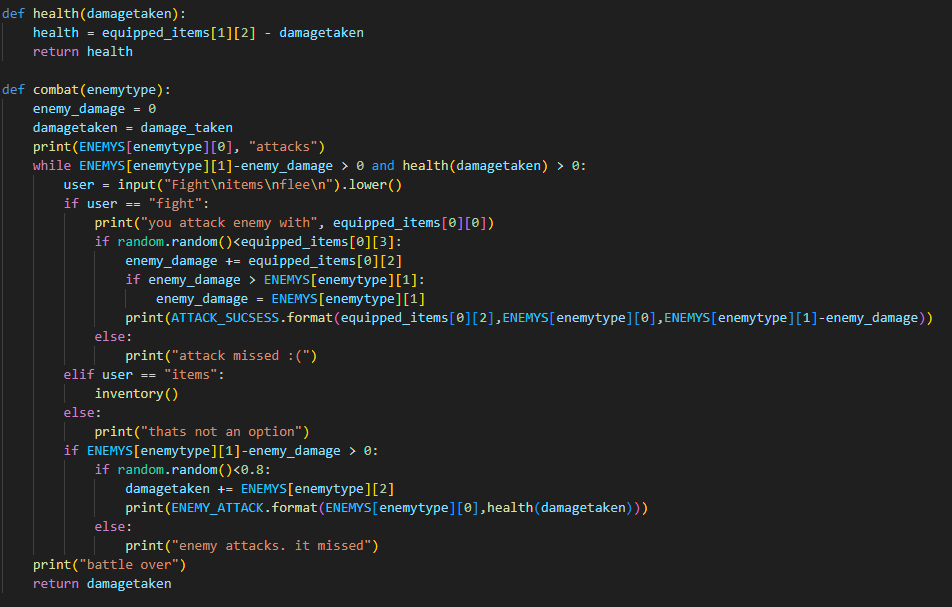 def health(damagetaken):
    health = equipped_items[1][2] - damagetaken
    return health

def combat(enemytype):
    enemy_damage = 0
    damagetaken = damage_taken
    print(ENEMYS[enemytype][0], "attacks")
    while ENEMYS[enemytype][1]-enemy_damage > 0 and health(damagetaken) > 0:
        user = input("Fight\nitems\nflee\n").lower()
        if user == "fight":
            print("you attack enemy with", equipped_items[0][0])
            if random.random()<equipped_items[0][3]:
                enemy_damage += equipped_items[0][2]
                if enemy_damage > ENEMYS[enemytype][1]:
                    enemy_damage = ENEMYS[enemytype][1]
                print(ATTACK_SUCSESS.format(equipped_items[0][2],ENEMYS[enemytype][0],ENEMYS[enemytype][1]-enemy_damage))
            else:
                print("attack missed :(")
        elif user == "items":
            inventory()
        else:
            print("thats not an option")
        if ENEMYS[enemytype][1]-enemy_damage > 0:
            if random.random()<0.8:
                damagetaken += ENEMYS[enemytype][2]
                print(ENEMY_ATTACK.format(ENEMYS[enemytype][0],health(damagetaken)))
            else:
                print("enemy attacks. it missed")
    print("battle over")
    return damagetaken